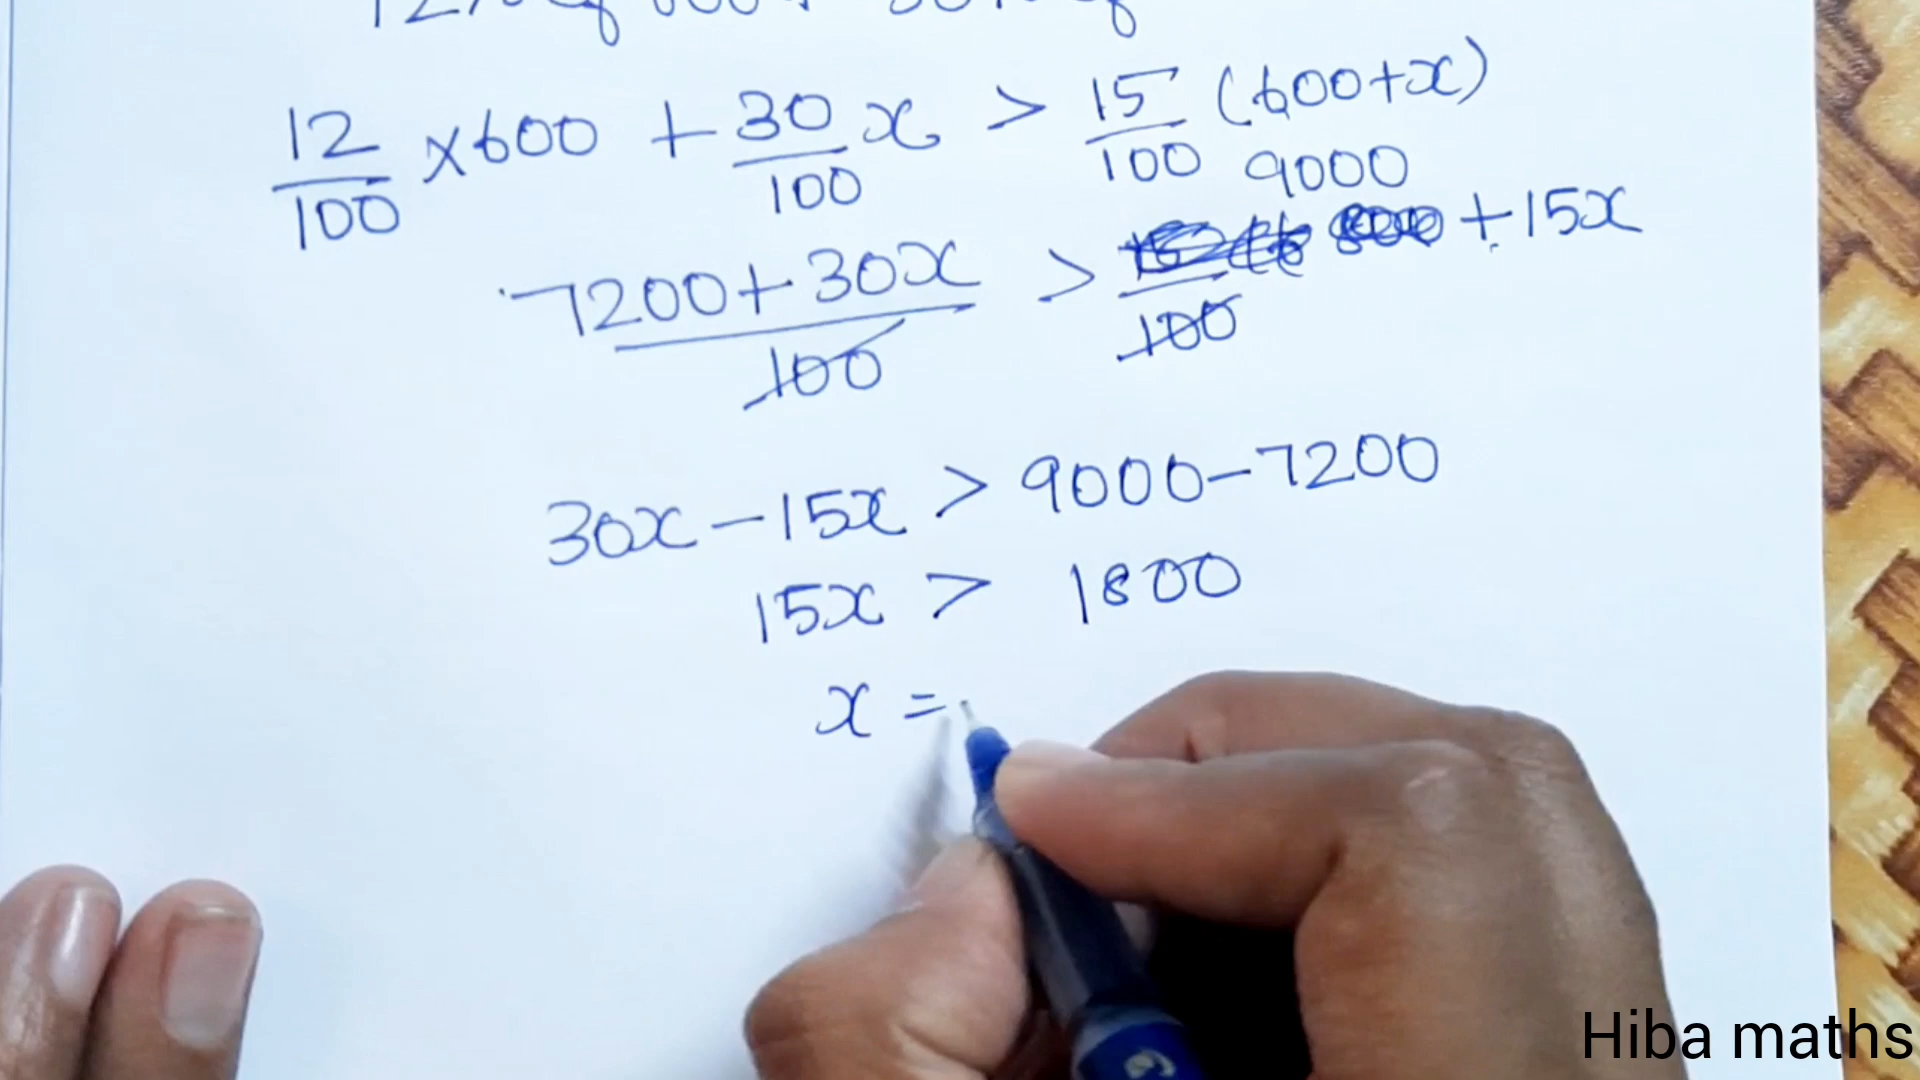 12/100 ×600 + 30/100 x > 15/100 (600+x)
9000
7200+30x/100 > /100 +15x
30x-15x > 9000-7200
15x > 1800
x =
Hiba maths